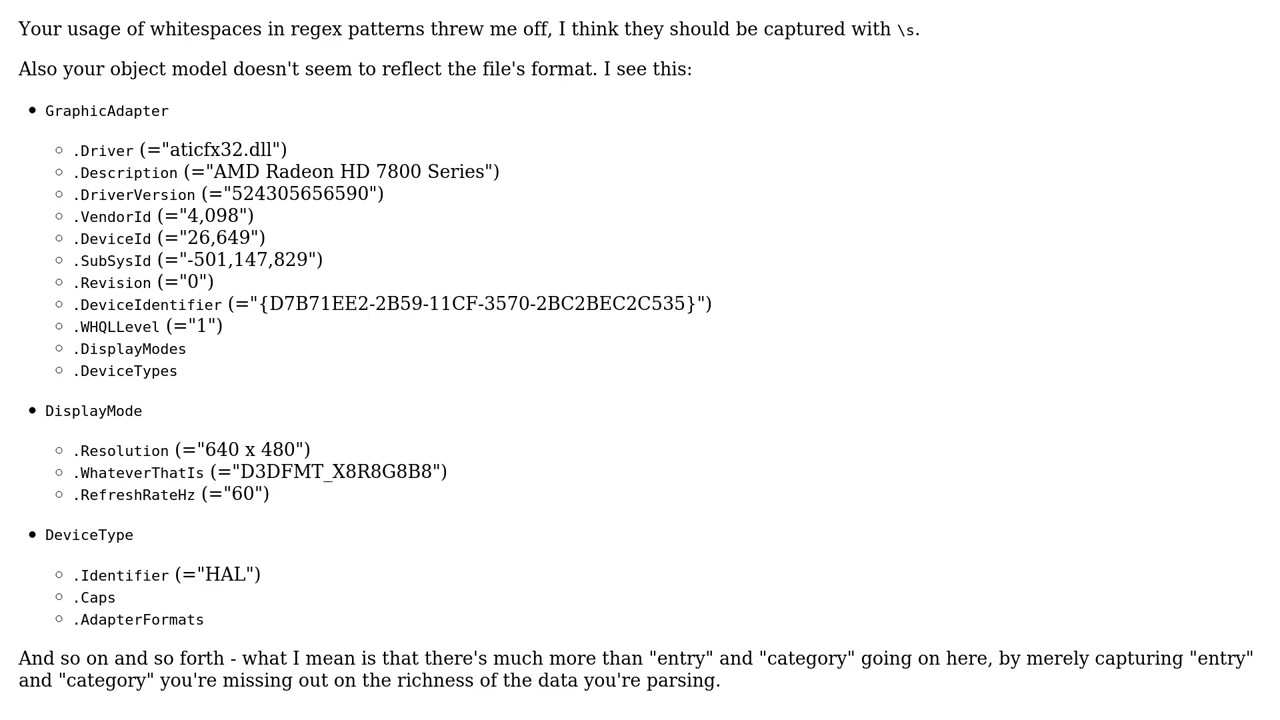 Your usage of whitespaces in regex patterns threw me off, I think they should be captured with \s.
Also your object model doesn't seem to reflect the file's format. I see this:
GraphicAdapter
.Driver (="aticfx32.dll")
.Description (="AMD Radeon HD 7800 Series")
.DriverVersion (="524305656590")
.VendorId (="4,098")
.DeviceId (="26,649")
.SubSysId (="-501,147,829")
.Revision (="0")
.DeviceIdentifier (="{D7B71EE2-2B59-11CF-3570-2BC2BEC2C535}")
.WHQLLevel (="1")
.DisplayModes
.DeviceTypes
DisplayMode
.Resolution (="640 x 480")
.WhateverThatIs (="D3DFMT_X8R8G8B8")
.RefreshRateHz (="60")
DeviceType
.Identifier (="HAL")
.Caps
.AdapterFormats
And so on and so forth - what I mean is that there's much more than "entry" and "category" going on here, by merely capturing "entry"
and "category" you're missing out on the richness of the data you're parsing.